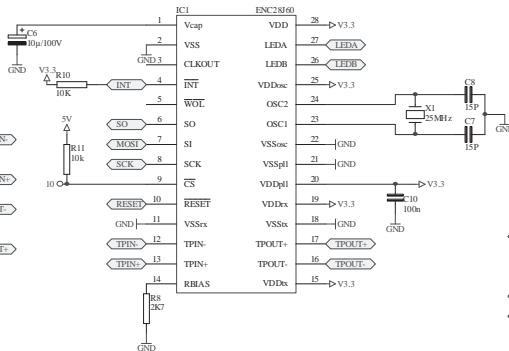 IC1 ENC28J60
C6
10µ/100V
GND
1 Vcap VDD 28 V3.3
2 VSS LEDA 27 LEDA
GND 3 CLKOUT LEDB 26 LEDB
V3.3 R10 10K INT 4 INT VDDosc 25 V3.3
5 WOL OSC2 24
SO 6 SO OSC1 23
MOSI 7 SI VSSosc 22 GND
SCK 8 SCK VSSpll 21 GND
5V
R11
10k
10 9 CS VDDpll 20 V3.3
RESET 10 RESET VDDrx 19 V3.3
GND 11 VSSrx VSStx 18 GND
TPIN- 12 TPIN- TPOUT+ 17 TPOUT+
TPIN+ 13 TPIN+ TPOUT- 16 TPOUT-
14 RBIAS VDDtx 15 V3.3
R8
2K7
GND
X1
25MHz
C8
15P
C7
15P
GND
C10
100n
GND
N-
N+
T-
T+